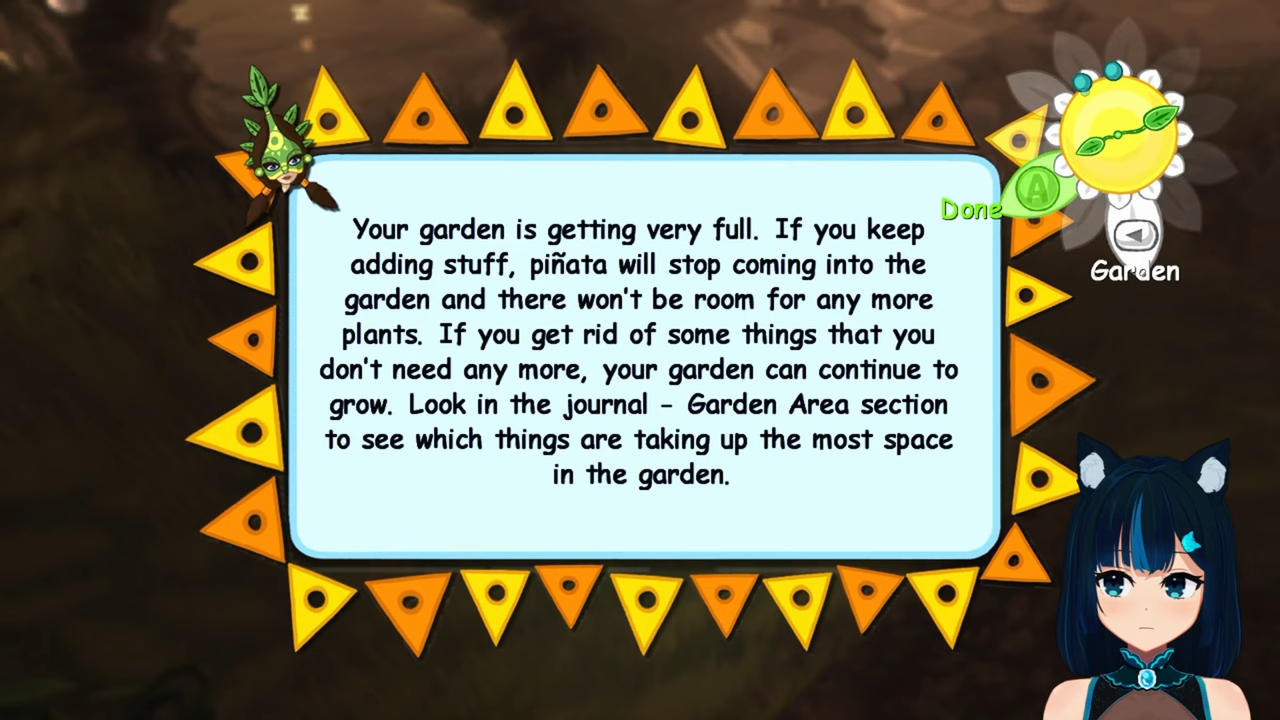 Your garden is getting very full. If you keep
adding stuff, piñata will stop coming into the
garden and there won't be room for any more
plants. If you get rid of some things that you
don't need any more, your garden can continue to
grow. Look in the journal - Garden Area section
to see which things are taking up the most space
in the garden.
A
Done
Garden